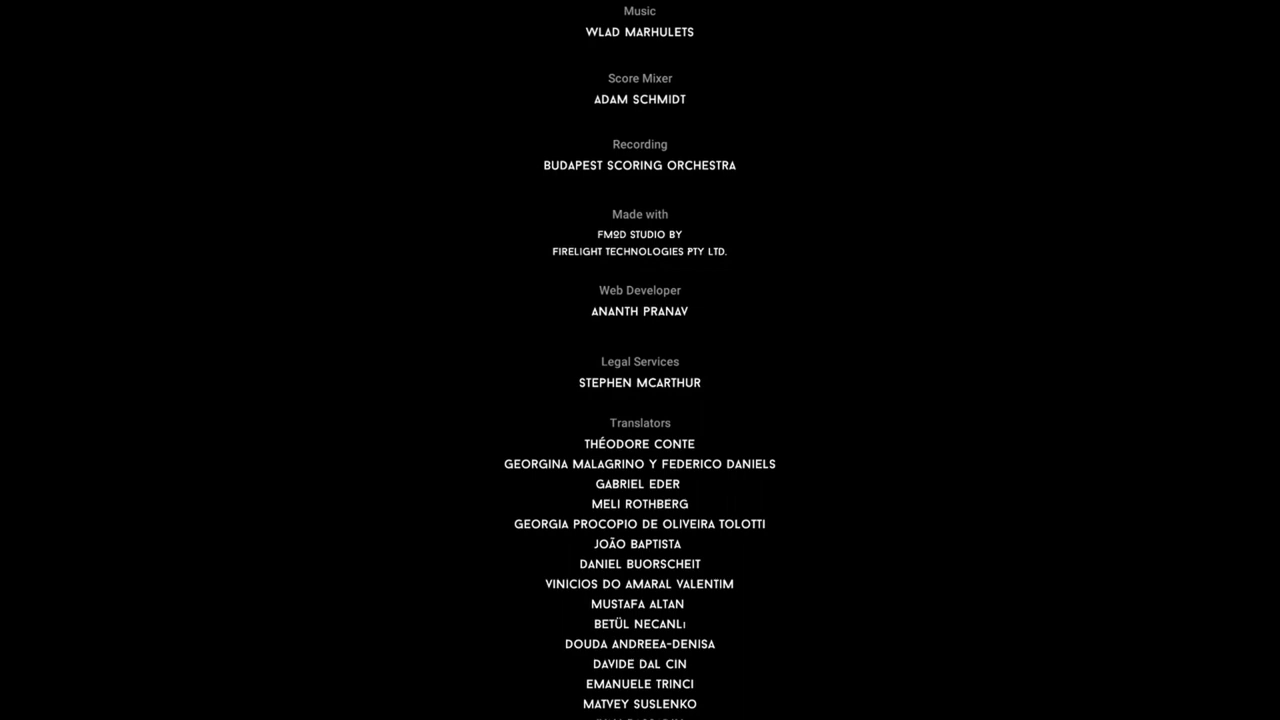 Music
WLAD MARHULETS
Score Mixer
ADAM SCHMIDT
Recording
BUDAPEST SCORING ORCHESTRA
Made with
FMOD STUDIO BY
FIRELIGHT TECHNOLOGIES PTY LTD.
Web Developer
ANANTH PRANAV
Legal Services
STEPHEN MCARTHUR
Translators
THÉODORE CONTE
GEORGINA MALAGRINO Y FEDERICO DANIELS
GABRIEL EDER
MELI ROTHBERG
GEORGIA PROCOPIO DE OLIVEIRA TOLOTTI
JOÃO BAPTISTA
DANIEL BUORSCHEIT
VINICIOS DO AMARAL VALENTIM
MUSTAFA ALTAN
BETÜL NECANLı
DOUDA ANDREEA-DENISA
DAVIDE DAL CIN
EMANUELE TRINCI
MATVEY SUSLENKO